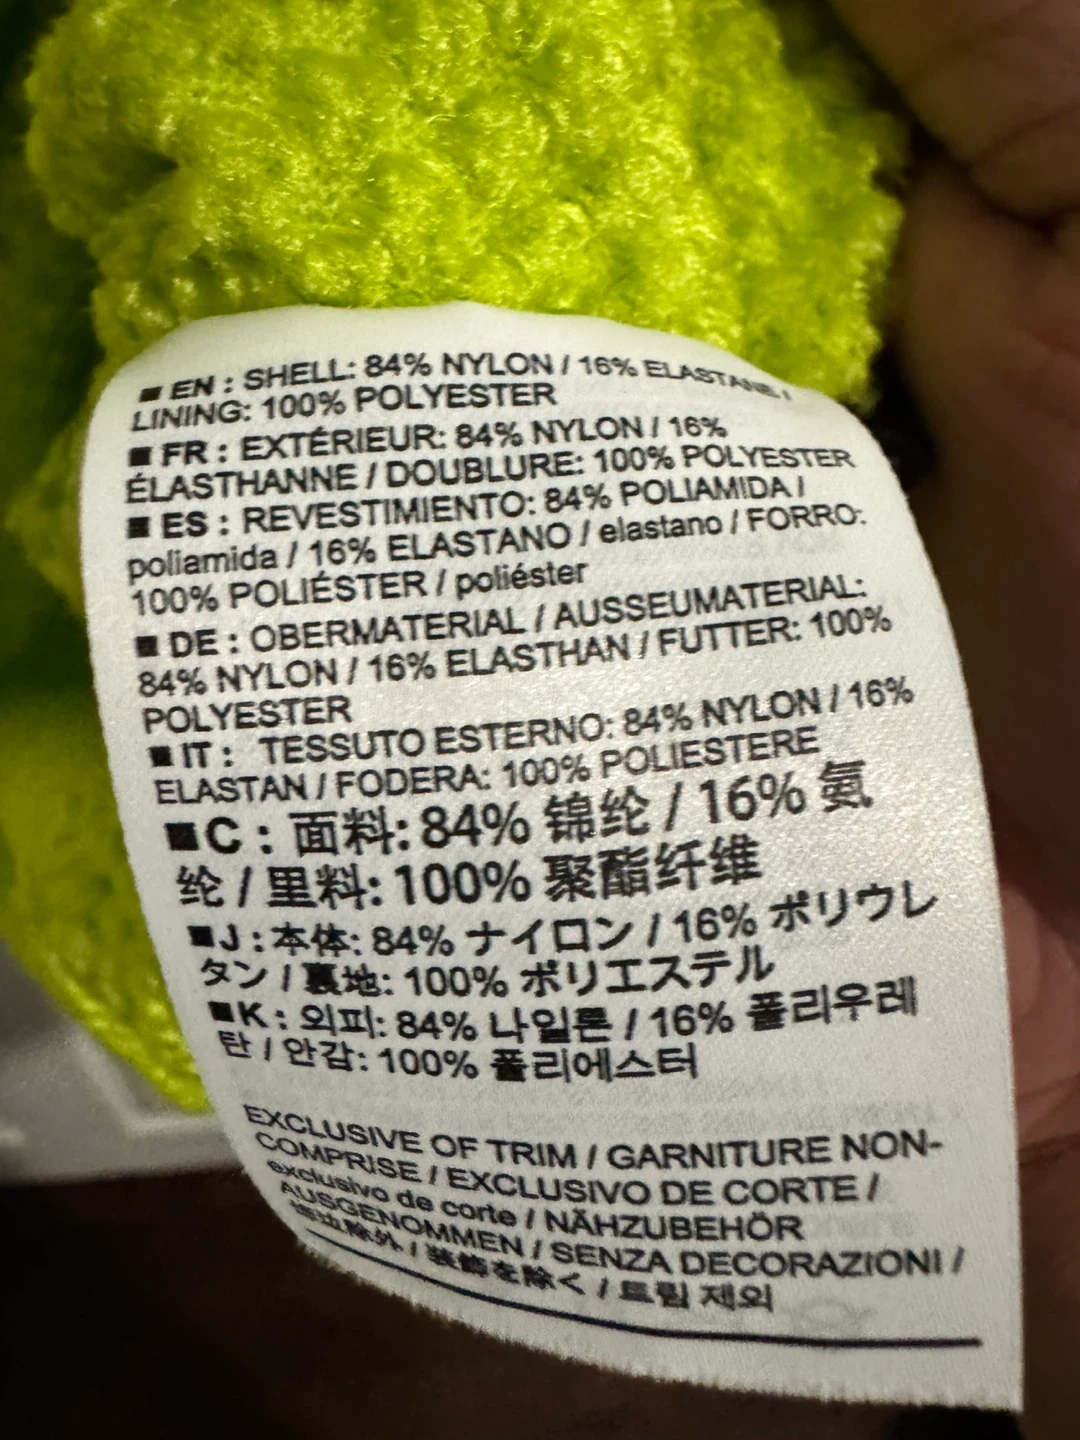 ■ EN : SHELL: 84% NYLON / 16% ELASTANE /
LINING: 100% POLYESTER
■ FR : EXTÉRIEUR: 84% NYLON / 16%
ÉLASTHANNE / DOUBLURE: 100% POLYESTER
■ ES : REVESTIMIENTO: 84% POLIAMIDA /
poliamida / 16% ELASTANO / elastano / FORRO:
100% POLIÉSTER / poliéster
■ DE : OBERMATERIAL / AUSSEUMATERIAL:
84% NYLON / 16% ELASTHAN / FUTTER: 100%
POLYESTER
■ IT : TESSUTO ESTERNO: 84% NYLON / 16%
ELASTAN / FODERA: 100% POLIESTERE
■C : 面料: 84% 锦纶 / 16% 氨
纶 / 里料: 100% 聚酯纤维
■J : 本体: 84% ナイロン / 16% ポリウレ
タン / 裏地: 100% ポリエステル
■K : 외피: 84% 나일론 / 16% 폴리우레
탄 / 안감: 100% 폴리에스터
EXCLUSIVE OF TRIM / GARNITURE NON-
COMPRISE / EXCLUSIVO DE CORTE /
exclusivo de corte / NÄHZUBEHÖR
AUSGENOMMEN / SENZA DECORAZIONI /
饰边除外 / 装飾を除く / 트림 제외